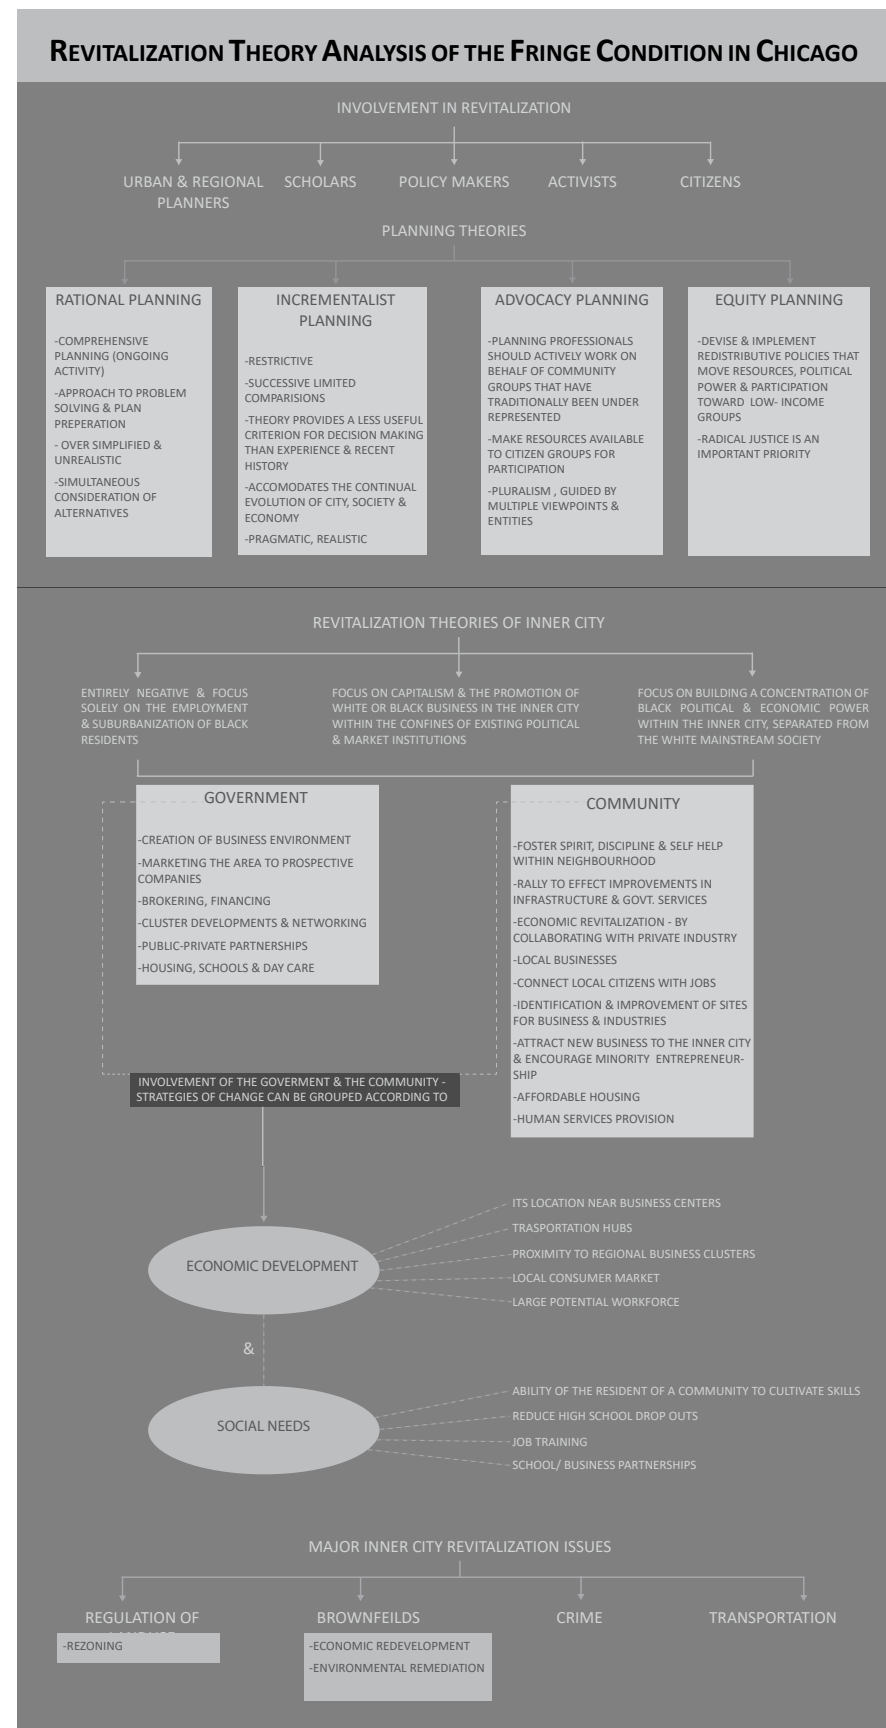 REVITALIZATION THEORY ANALYSIS OF THE FRINGE CONDITION IN CHICAGO
INVOLVEMENT IN REVITALIZATION
URBAN & REGIONAL
PLANNERS
SCHOLARS
POLICY MAKERS
ACTIVISTS
CITIZENS
PLANNING THEORIES
RATIONAL PLANNING
-COMPREHENSIVE
PLANNING (ONGOING
ACTIVITY)
-APPROACH TO PROBLEM
SOLVING & PLAN
PREPERATION
- OVER SIMPLIFIED &
UNREALISTIC
-SIMULTANEOUS
CONSIDERATION OF
ALTERNATIVES
INCREMENTALIST
PLANNING
-RESTRICTIVE
-SUCCESSIVE LIMITED
COMPARISIONS
-THEORY PROVIDES A LESS USEFUL
CRITERION FOR DECISION MAKING
THAN EXPERIENCE & RECENT
HISTORY
-ACCOMODATES THE CONTINUAL
EVOLUTION OF CITY, SOCIETY &
ECONOMY
-PRAGMATIC, REALISTIC
ADVOCACY PLANNING
-PLANNING PROFESSIONALS
SHOULD ACTIVELY WORK ON
BEHALF OF COMMUNITY
GROUPS THAT HAVE
TRADITIONALLY BEEN UNDER
REPRESENTED
-MAKE RESOURCES AVAILABLE
TO CITIZEN GROUPS FOR
PARTICIPATION
-PLURALISM , GUIDED BY
MULTIPLE VIEWPOINTS &
ENTITIES
EQUITY PLANNING
-DEVISE & IMPLEMENT
REDISTRIBUTIVE POLICIES THAT
MOVE RESOURCES, POLITICAL
POWER & PARTICIPATION
TOWARD LOW- INCOME
GROUPS
-RADICAL JUSTICE IS AN
IMPORTANT PRIORITY
REVITALIZATION THEORIES OF INNER CITY
ENTIRELY NEGATIVE & FOCUS
SOLELY ON THE EMPLOYMENT
& SUBURBANIZATION OF BLACK
RESIDENTS
FOCUS ON CAPITALISM & THE PROMOTION OF
WHITE OR BLACK BUSINESS IN THE INNER CITY
WITHIN THE CONFINES OF EXISTING POLITICAL
& MARKET INSTITUTIONS
FOCUS ON BUILDING A CONCENTRATION OF
BLACK POLITICAL & ECONOMIC POWER
WITHIN THE INNER CITY, SEPARATED FROM
THE WHITE MAINSTREAM SOCIETY
GOVERNMENT
-CREATION OF BUSINESS ENVIRONMENT
-MARKETING THE AREA TO PROSPECTIVE
COMPANIES
-BROKERING, FINANCING
-CLUSTER DEVELOPMENTS & NETWORKING
-PUBLIC-PRIVATE PARTNERSHIPS
-HOUSING, SCHOOLS & DAY CARE
COMMUNITY
-FOSTER SPIRIT, DISCIPLINE & SELF HELP
WITHIN NEIGHBOURHOOD
-RALLY TO EFFECT IMPROVEMENTS IN
INFRASTRUCTURE & GOVT. SERVICES
-ECONOMIC REVITALIZATION - BY
COLLABORATING WITH PRIVATE INDUSTRY
-LOCAL BUSINESSES
-CONNECT LOCAL CITIZENS WITH JOBS
-IDENTIFICATION & IMPROVEMENT OF SITES
FOR BUSINESS & INDUSTRIES
-ATTRACT NEW BUSINESS TO THE INNER CITY
& ENCOURAGE MINORITY ENTREPRENEUR-
SHIP
-AFFORDABLE HOUSING
-HUMAN SERVICES PROVISION
INVOLVEMENT OF THE GOVERMENT & THE COMMUNITY -
STRATEGIES OF CHANGE CAN BE GROUPED ACCORDING TO
ECONOMIC DEVELOPMENT
ITS LOCATION NEAR BUSINESS CENTERS
TRASPORTATION HUBS
PROXIMITY TO REGIONAL BUSINESS CLUSTERS
LOCAL CONSUMER MARKET
LARGE POTENTIAL WORKFORCE
&
SOCIAL NEEDS
ABILITY OF THE RESIDENT OF A COMMUNITY TO CULTIVATE SKILLS
REDUCE HIGH SCHOOL DROP OUTS
JOB TRAINING
SCHOOL/ BUSINESS PARTNERSHIPS
MAJOR INNER CITY REVITALIZATION ISSUES
REGULATION OF
-REZONING
BROWNFEILDS
-ECONOMIC REDEVELOPMENT
-ENVIRONMENTAL REMEDIATION
CRIME
TRANSPORTATION